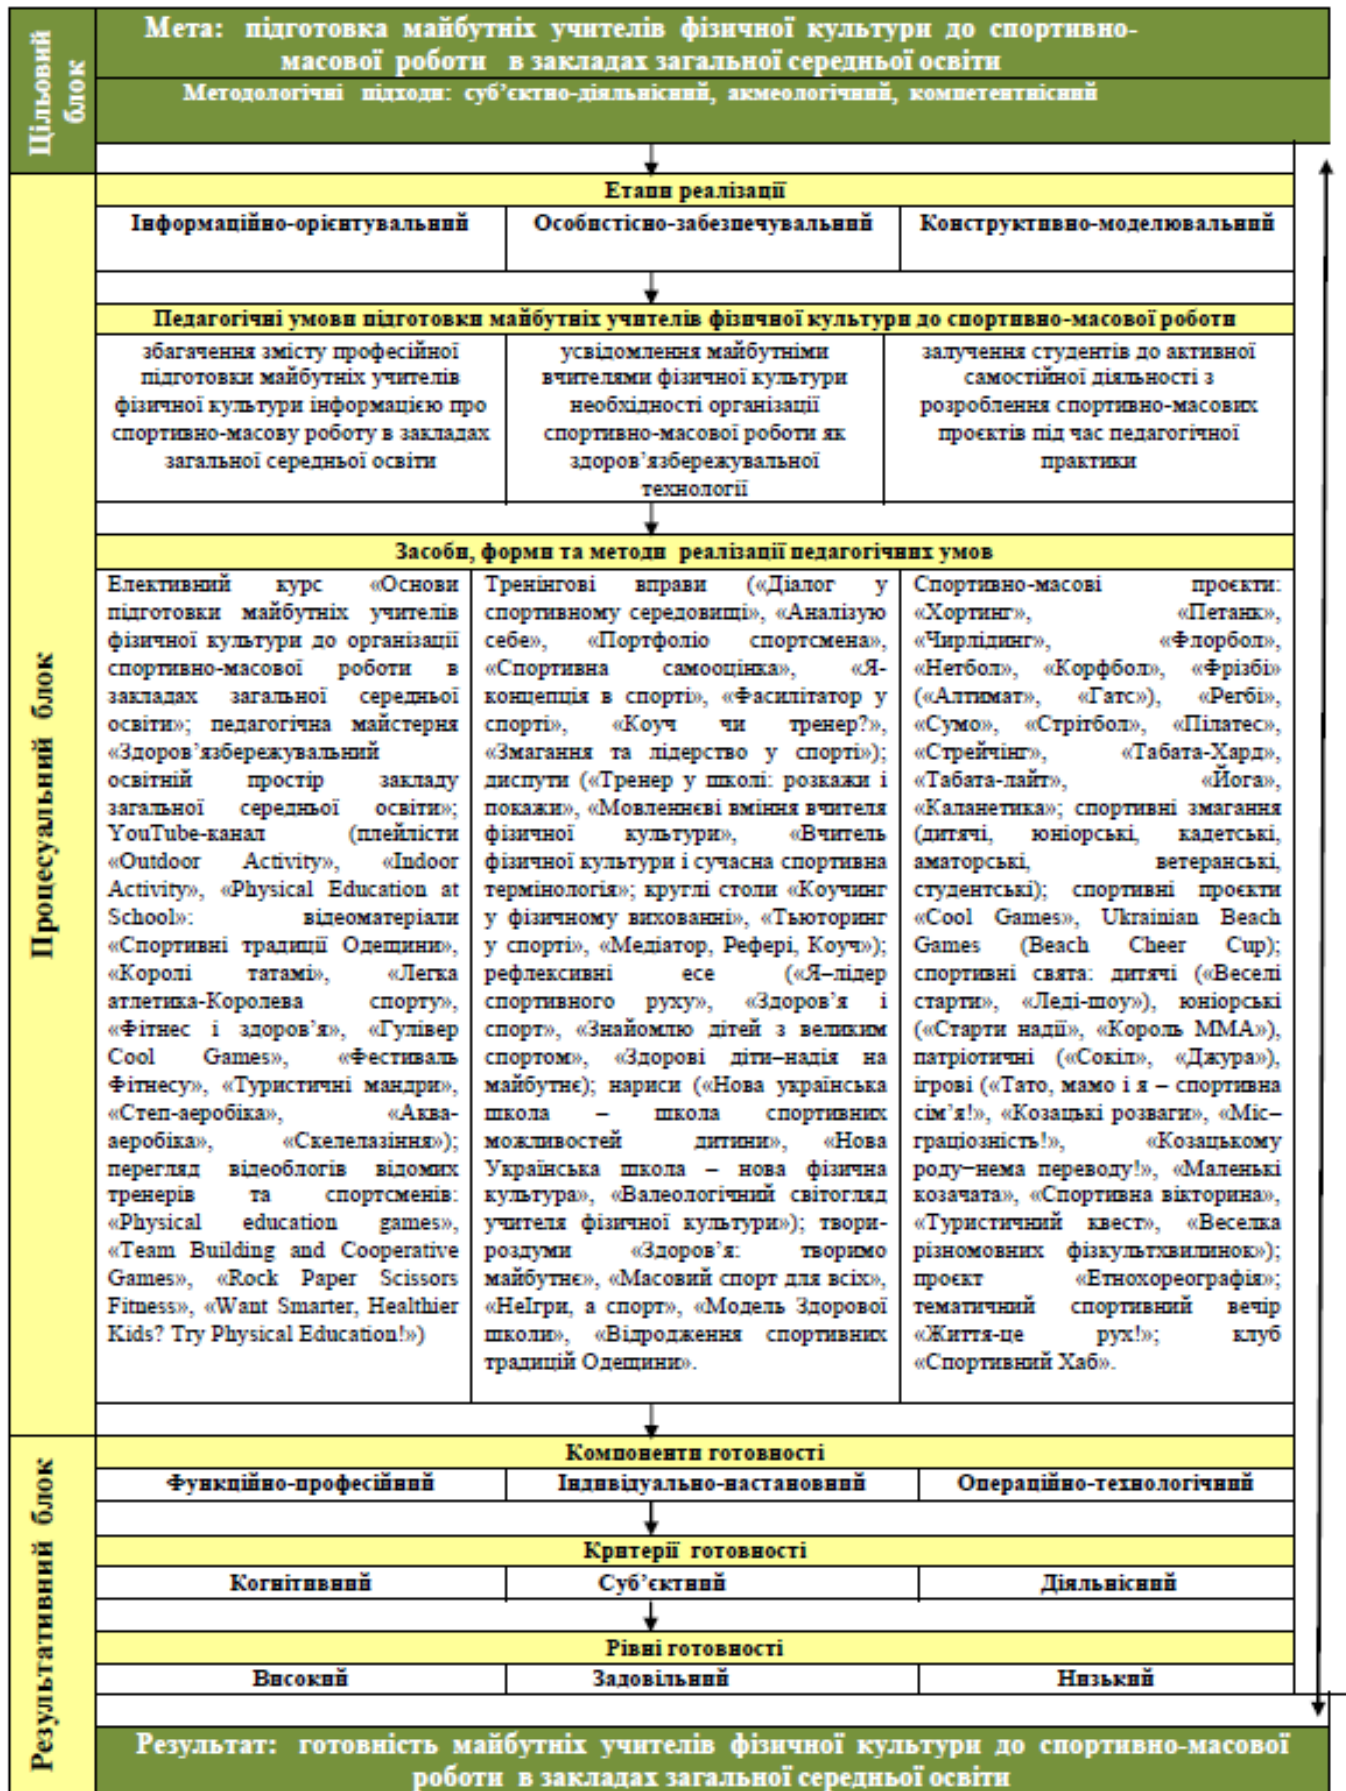 Цільовий
блок
Мета: підготовка майбутніх учителів фізичної культури до спортивно-
масової роботи в закладах загальної середньої освіти
Методологічні підходи: суб’єктно-діяльнісний, акмеологічний, компетентнісний
Процесуальний блок
Етапи реалізації
Інформаційно-орієнтувальний
Особистісно-забезпечувальний
Конструктивно-моделювальний
Педагогічні умови підготовки майбутніх учителів фізичної культури до спортивно-масової роботи
збагачення змісту професійної
підготовки майбутніх учителів
фізичної культури інформацією про
спортивно-масову роботу в закладах
загальної середньої освіти
усвідомлення майбутніми
вчителями фізичної культури
необхідності організації
спортивно-масової роботи як
здоров’язбережувальної
технології
залучення студентів до активної
самостійної діяльності з
розроблення спортивно-масових
проєктів під час педагогічної
практики
Засоби, форми та методи реалізації педагогічних умов
Елективний курс «Основи
підготовки майбутніх учителів
фізичної культури до організації
спортивно-масової роботи в
закладах загальної середньої
освіти»; педагогічна майстерня
«Здоров’язбережувальний
освітній простір закладу
загальної середньої освіти»;
YouTube-канал (плейлісти
«Outdoor Activity», «Indoor
Activity», «Physical Education at
School»: відеоматеріали
«Спортивні традиції Одещини»,
«Королі татамі», «Легка
атлетика-Королева спорту»,
«Фітнес і здоров’я», «Гулівер
Cool Games», «Фестиваль
Фітнесу», «Туристичні мандри»,
«Степ-аеробіка», «Аква-
аеробіка», «Скелелазіння»);
перегляд відеоблогів відомих
тренерів та спортсменів:
«Physical education games»,
«Team Building and Cooperative
Games», «Rock Paper Scissors
Fitness», «Want Smarter, Healthier
Kids? Try Physical Education!»)
Тренінгові вправи («Діалог у
спортивному середовищі», «Аналізую
себе», «Портфоліо спортсмена»,
«Спортивна самооцінка», «Я-
концепція в спорті», «Фасилітатор у
спорті», «Коуч чи тренер?»,
«Змагання та лідерство у спорті»);
диспути («Тренер у школі: розкажи і
покажи», «Мовленнєві вміння вчителя
фізичної культури», «Вчитель
фізичної культури і сучасна спортивна
термінологія»; круглі столи «Коучинг
у фізичному вихованні», «Тьюторинг
у спорті», «Медіатор, Рефері, Коуч»);
рефлексивні есе («Я–лідер
спортивного руху», «Здоров’я і
спорт», «Знайомлю дітей з великим
спортом», «Здорові діти–надія на
майбутнє); нариси («Нова українська
школа – школа спортивних
можливостей дитини», «Нова
Українська школа – нова фізична
культура», «Валеологічний світогляд
учителя фізичної культури»); твори-
роздуми «Здоров’я: творимо
майбутнє», «Масовий спорт для всіх»,
«НеІгри, а спорт», «Модель Здорової
школи», «Відродження спортивних
традицій Одещини».
Спортивно-масові проєкти:
«Хортинг», «Петанк»,
«Чирлідинг», «Флорбол»,
«Нетбол», «Корфбол», «Фрізбі»
(«Алтимат», «Гатс»), «Регбі»,
«Сумо», «Стрітбол», «Пілатес»,
«Стрейчінг», «Табата-Хард»,
«Табата-лайт», «Йога»,
«Каланетика»; спортивні змагання
(дитячі, юніорські, кадетські,
аматорські, ветеранські,
студентські); спортивні проєкти
«Cool Games», Ukrainian Beach
Games (Beach Cheer Cup);
спортивні свята: дитячі («Веселі
старти», «Леді-шоу»), юніорські
(«Старти надії», «Король ММА»),
патріотичні («Сокіл», «Джура»),
ігрові («Тато, мамо і я – спортивна
сім’я!», «Козацькі розваги», «Міс–
граціозність!», «Козацькому
роду–нема переводу!», «Маленькі
козачата», «Спортивна вікторина»,
«Туристичний квест», «Веселка
різномовних фізкультхвилинок»);
проєкт «Етнохореографія»;
тематичний спортивний вечір
«Життя-це рух!»; клуб
«Спортивний Хаб».
Результативний блок
Компоненти готовності
Функційно-професійний
Індивідуально-настановний
Операційно-технологічний
Критерії готовності
Когнітивний
Суб’єктний
Діяльнісний
Рівні готовності
Високий
Задовільний
Низький
Результат: готовність майбутніх учителів фізичної культури до спортивно-масової
роботи в закладах загальної середньої освіти